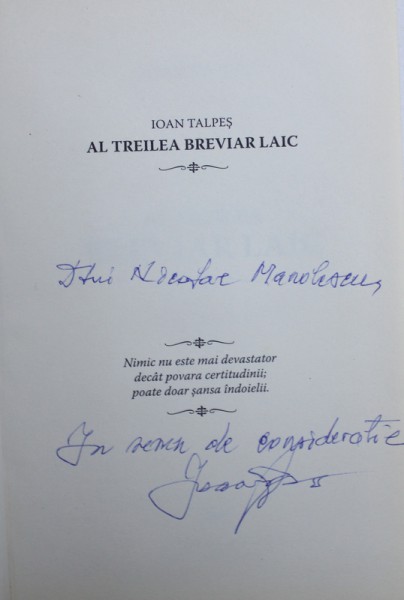 IOAN TALPEȘ
AL TREILEA BREVIAR LAIC
Dlui Nicolae Manolescu,
Nimic nu este mai devastator
decât povara certitudinii;
poate doar șansa îndoielii.
În semn de considerație